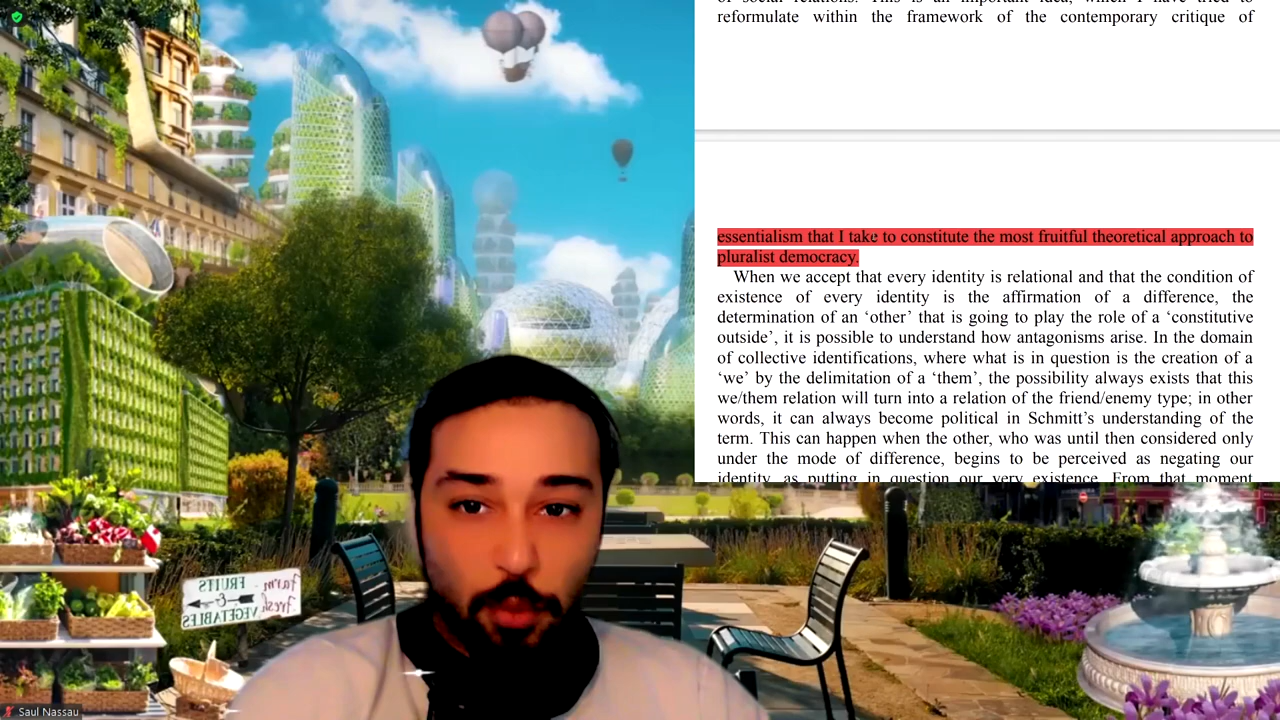 of social relations. This is an important idea, which I have tried to
reformulate within the framework of the contemporary critique of
essentialism that I take to constitute the most fruitful theoretical approach to
pluralist democracy.
When we accept that every identity is relational and that the condition of
existence of every identity is the affirmation of a difference, the
determination of an ‘other’ that is going to play the role of a ‘constitutive
outside’, it is possible to understand how antagonisms arise. In the domain
of collective identifications, where what is in question is the creation of a
‘we’ by the delimitation of a ‘them’, the possibility always exists that this
we/them relation will turn into a relation of the friend/enemy type; in other
words, it can always become political in Schmitt’s understanding of the
term. This can happen when the other, who was until then considered only
under the mode of difference, begins to be perceived as negating our
identity, as putting in question our very existence. From that moment
FRUITS
&
VEGETABLES
Farm
Fresh
Saul Nassau